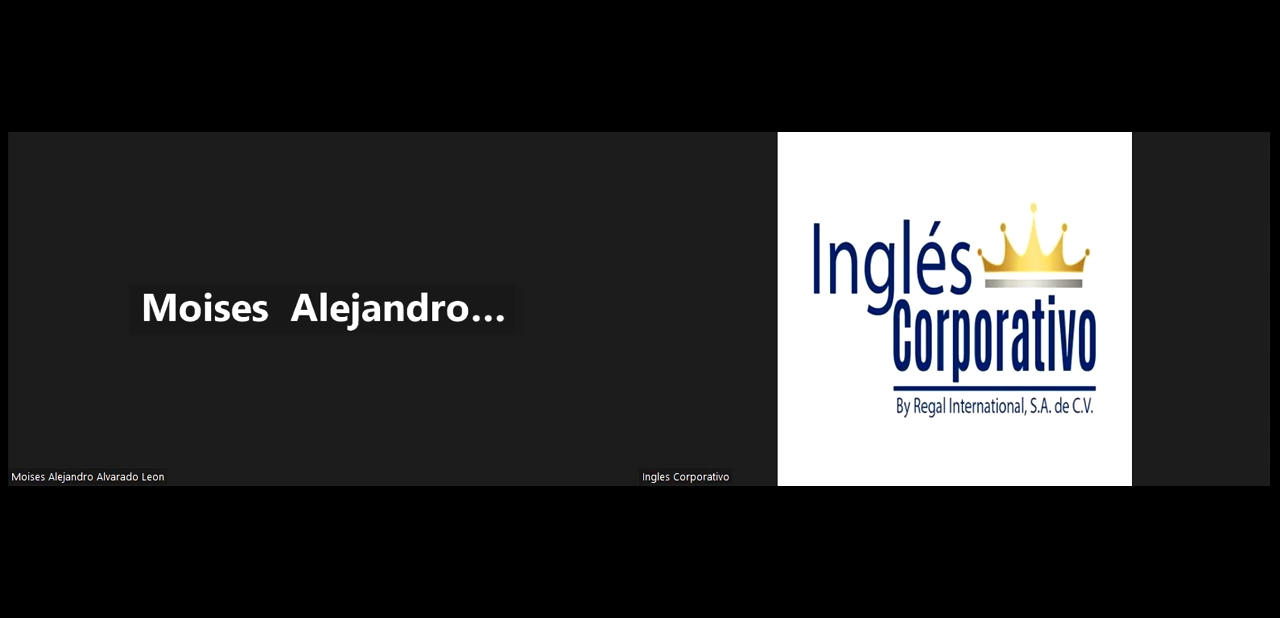 Moises Alejandro...
Moises Alejandro Alvarado Leon
Inglés
Corporativo
By Regal International, S.A. de C.V.
Ingles Corporativo